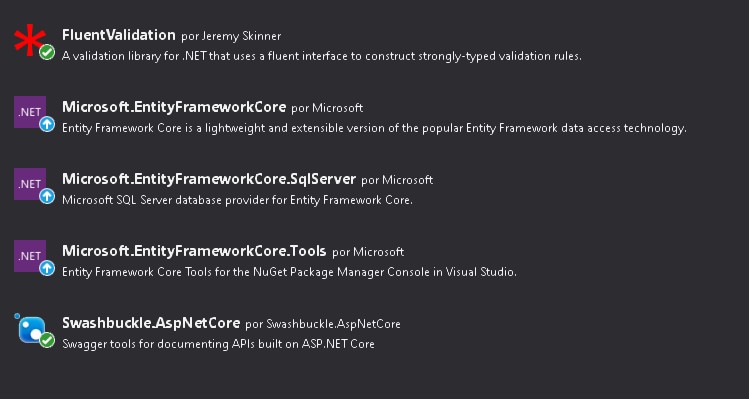 FluentValidation por Jeremy Skinner
A validation library for .NET that uses a fluent interface to construct strongly-typed validation rules.
.NET
Microsoft.EntityFrameworkCore por Microsoft
Entity Framework Core is a lightweight and extensible version of the popular Entity Framework data access technology.
.NET
Microsoft.EntityFrameworkCore.SqlServer por Microsoft
Microsoft SQL Server database provider for Entity Framework Core.
.NET
Microsoft.EntityFrameworkCore.Tools por Microsoft
Entity Framework Core Tools for the NuGet Package Manager Console in Visual Studio.
Swashbuckle.AspNetCore por Swashbuckle.AspNetCore
Swagger tools for documenting APIs built on ASP.NET Core